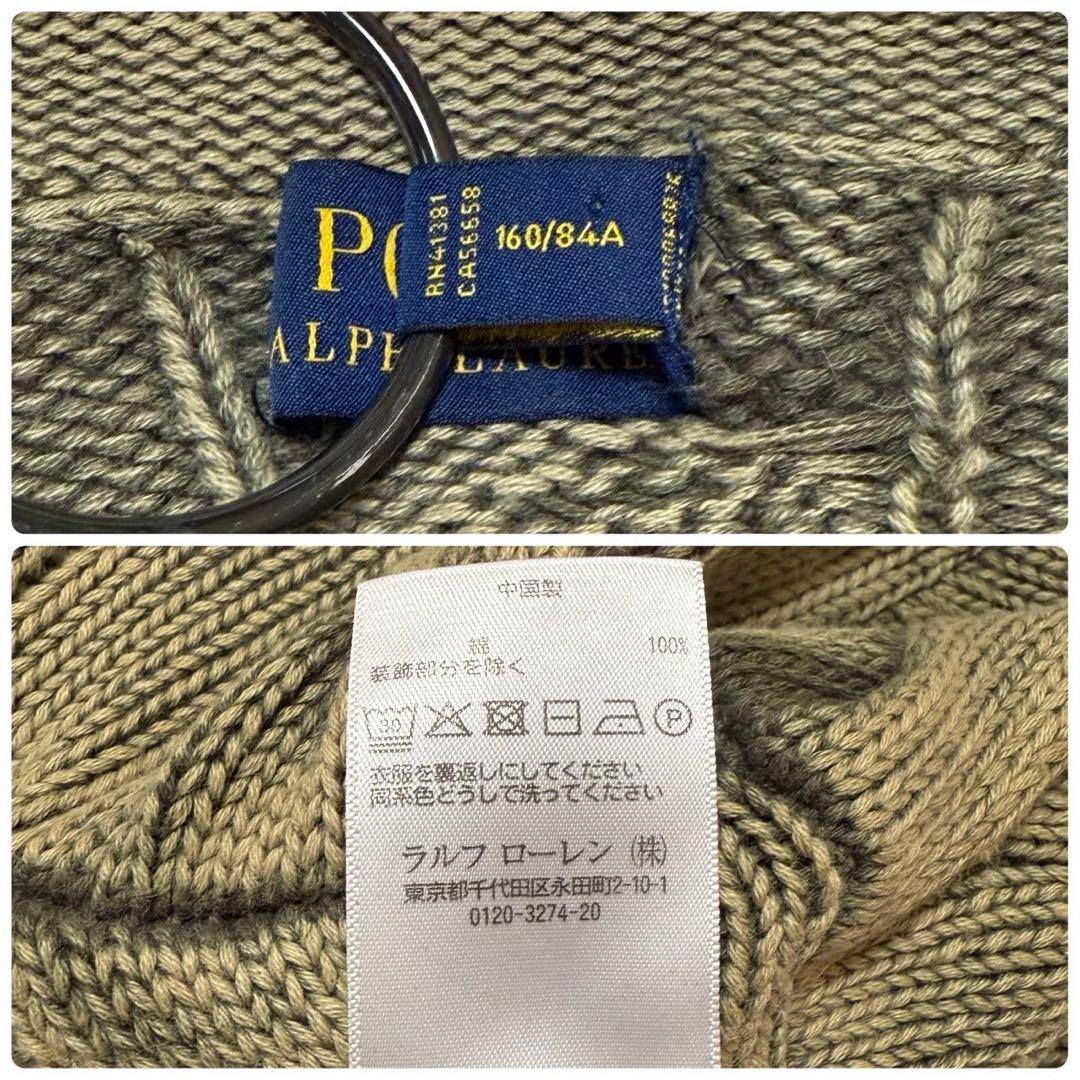 PO
RN41381
CA56658
160/84A
ALPH LAURE
中国製
綿 100%
装飾部分を除く
30
P
衣服を裏返しにしてください
同系色どうしで洗ってください
ラルフ ローレン (株)
東京都千代田区永田町2-10-1
0120-3274-20